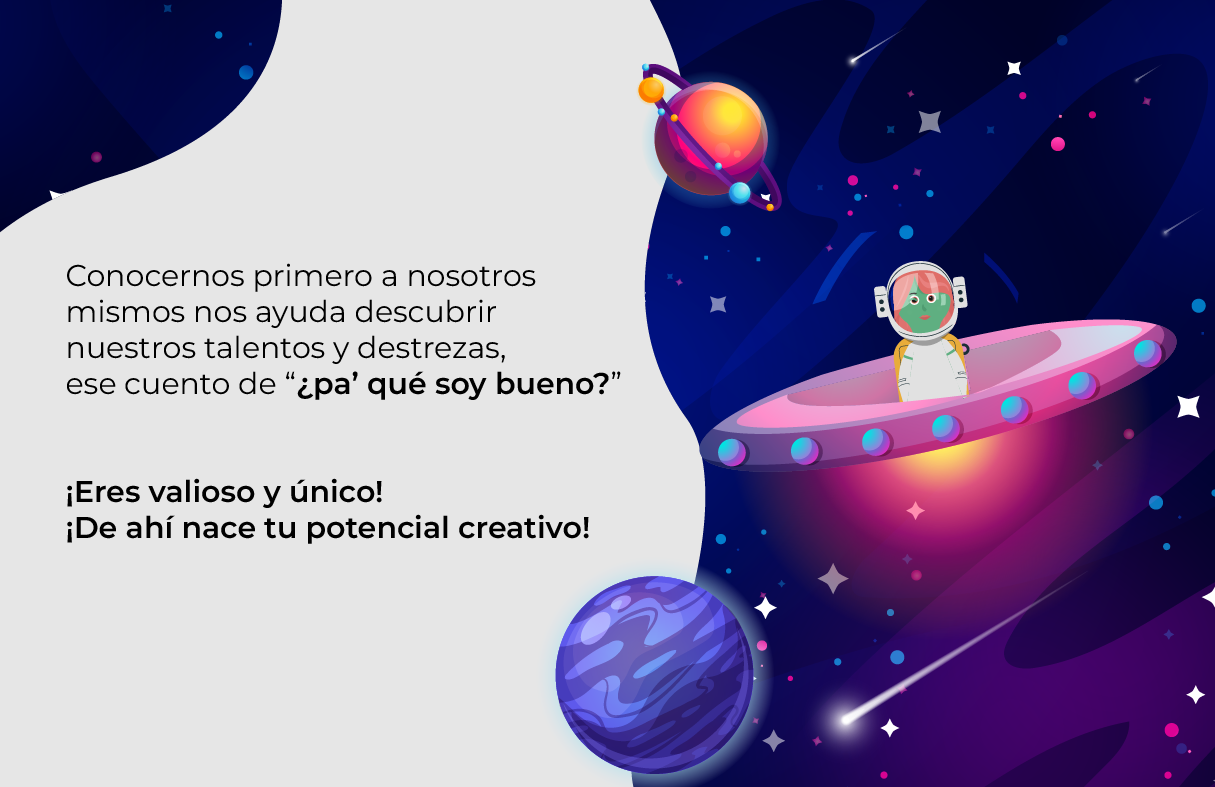 Conocernos primero a nosotros
mismos nos ayuda descubrir
nuestros talentos y destrezas,
ese cuento de “¿pa’ qué soy bueno?”
¡Eres valioso y único!
¡De ahí nace tu potencial creativo!